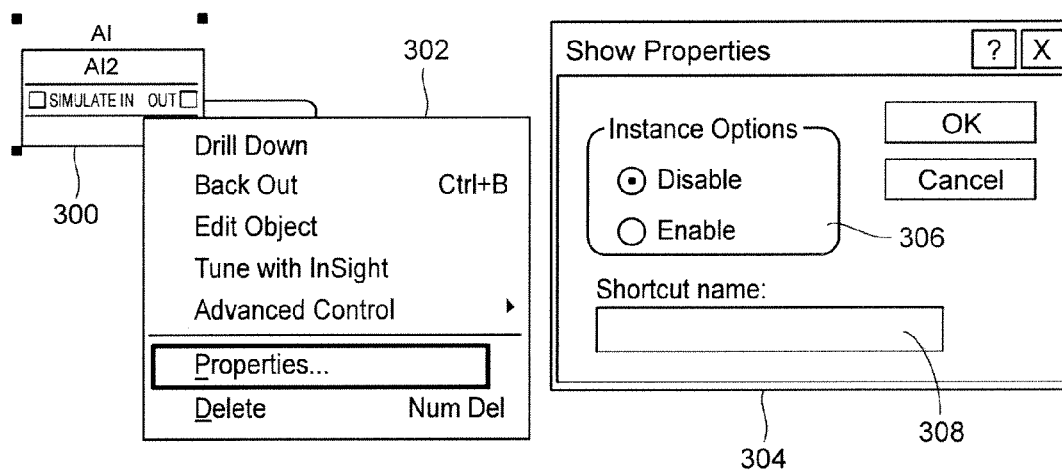 AI
AI2
SIMULATE IN OUT
300
302
Drill Down
Back Out Ctrl+B
Edit Object
Tune with InSight
Advanced Control
Properties...
Delete Num Del
Show Properties ? X
Instance Options
Disable
Enable
OK
Cancel
306
Shortcut name:
308
304